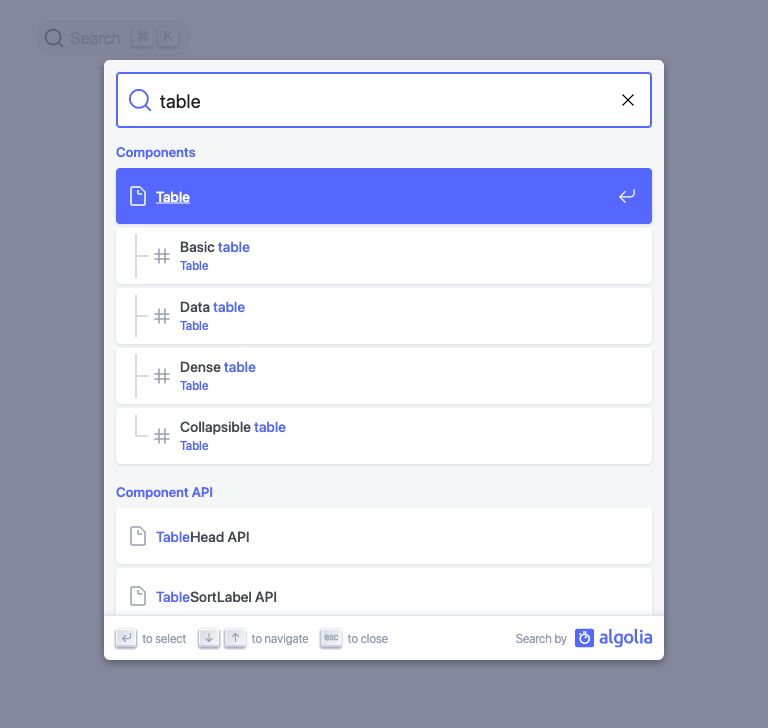 Search ⌘ K
table
Components
Table
Basic table
Table
Data table
Table
Dense table
Table
Collapsible table
Table
Component API
TableHead API
TableSortLabel API
to select to navigate esc to close Search by algolia